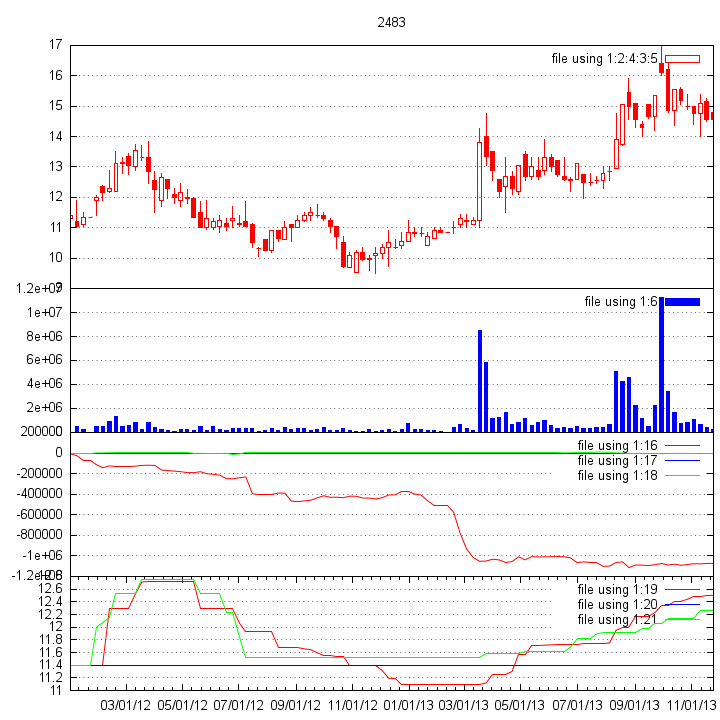 2483
17
file using 1:2:4:3:5
16
15
14
13
12
11
10
9
1.2e+07
file using 1:6
1e+07
8e+06
6e+06
4e+06
2e+06
200000
file using 1:16
0
file using 1:17
file using 1:18
-200000
-400000
-600000
-800000
-1e+06
-1.2e+06
12.8
12.6
file using 1:19
12.4
file using 1:20
12.2
file using 1:21
12
11.8
11.6
11.4
11.2
11
03/01/12 05/01/12 07/01/12 09/01/12 11/01/12 01/01/13 03/01/13 05/01/13 07/01/13 09/01/13 11/01/13